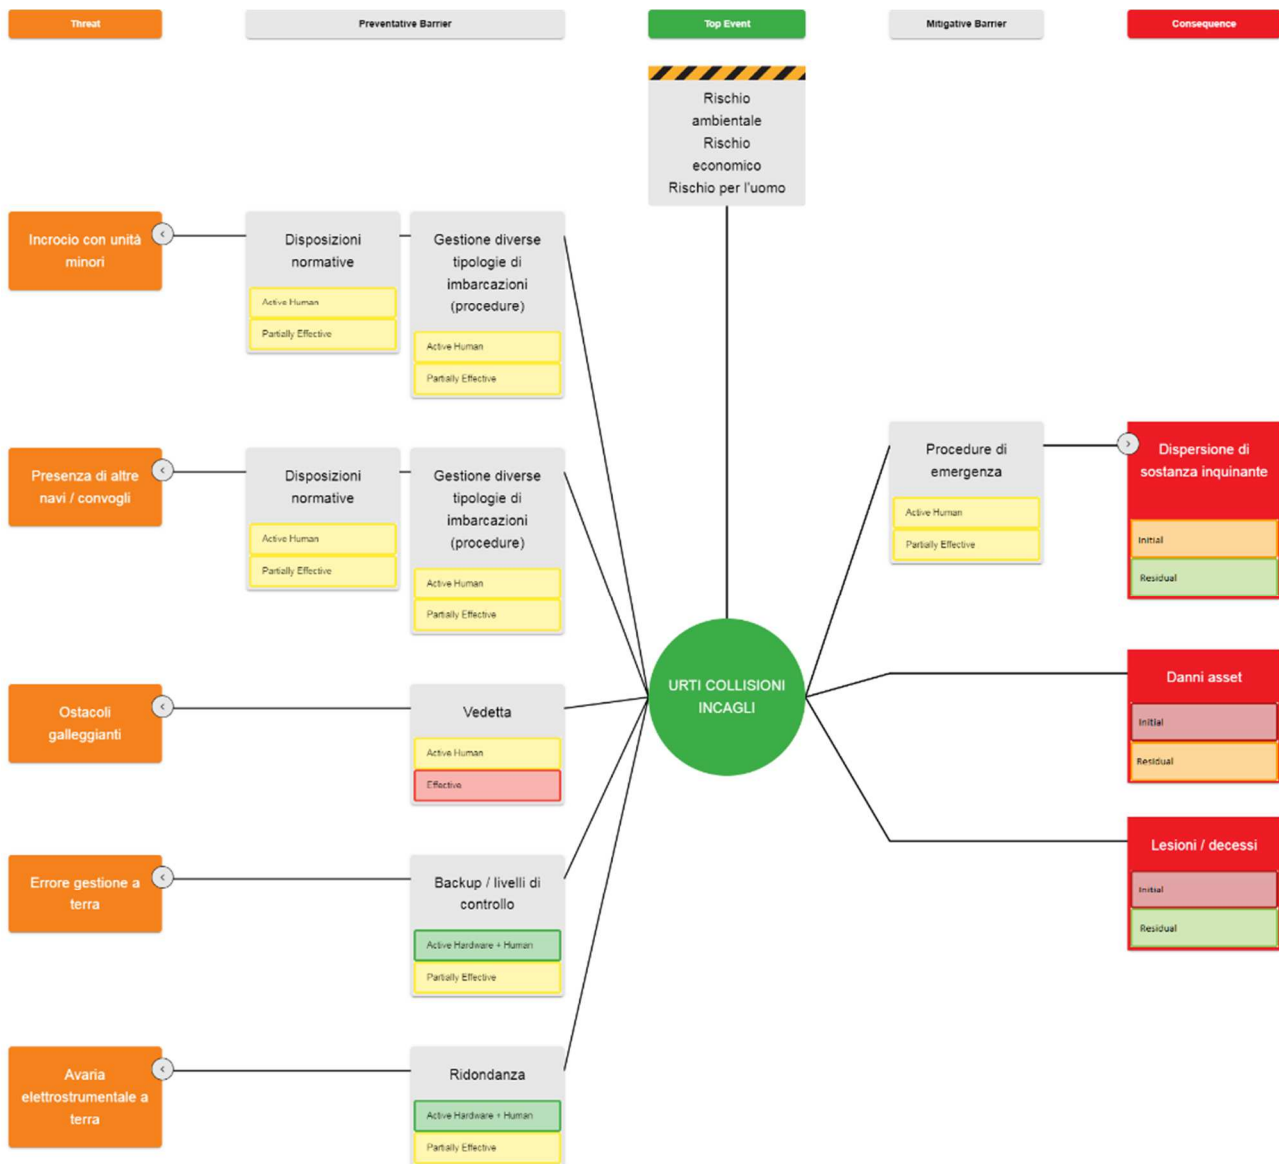 Threat
Preventative Barrier
Top Event
Mitigative Barrier
Consequence
Rischio
ambientale
Rischio
economico
Rischio per l'uomo
Incrocio con unità
minori
Disposizioni
normative
Active Human
Partially Effective
Gestione diverse
tipologie di
imbarcazioni
(procedure)
Active Human
Partially Effective
Presenza di altre
navi / convogli
Disposizioni
normative
Active Human
Partially Effective
Gestione diverse
tipologie di
imbarcazioni
(procedure)
Active Human
Partially Effective
Ostacoli
galleggianti
Vedetta
Active Human
Effective
Errore gestione a
terra
Backup / livelli di
controllo
Active Hardware + Human
Partially Effective
Avaria
elettrostrumentale a
terra
Ridondanza
Active Hardware + Human
Partially Effective
URTI COLLISIONI
INCAGLI
Procedure di
emergenza
Active Human
Partially Effective
Dispersione di
sostanza inquinante
Initial
Residual
Danni asset
Initial
Residual
Lesioni / decessi
Initial
Residual